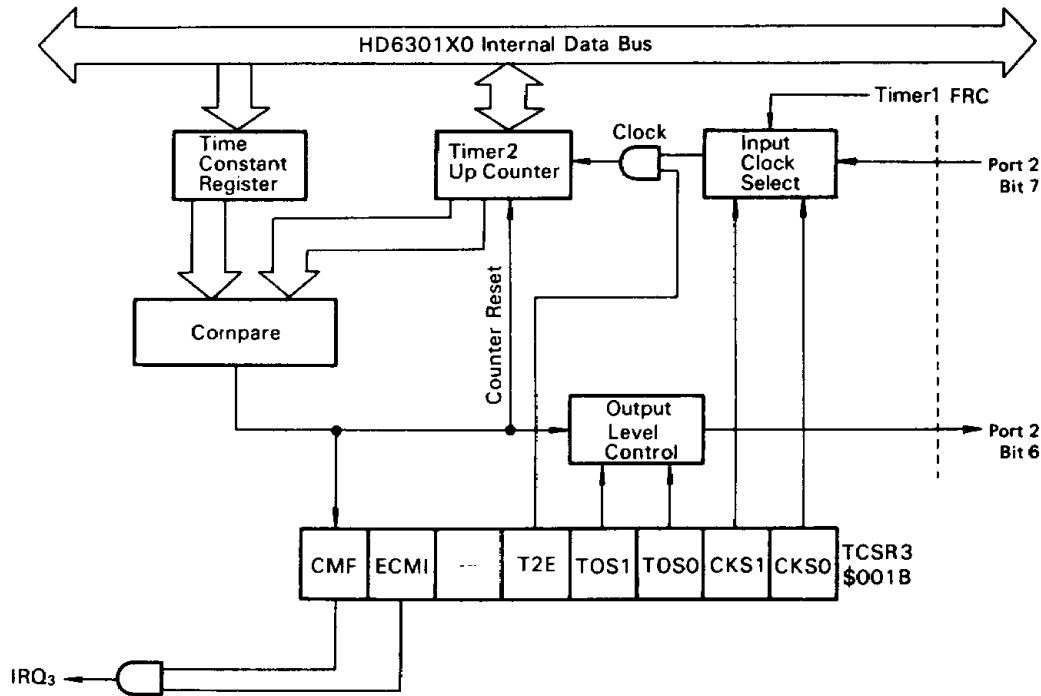 HD6301X0 Internal Data Bus
Timer1 FRC
Time
Constant
Register
Timer2
Up Counter
Clock
Input
Clock
Select
Port 2
Bit 7
Compare
Counter Reset
Output
Level
Control
Port 2
Bit 6
CMF
ECMI
---
T2E
TOS1
TOS0
CKS1
CKS0
TCSR3
$001B
IRQ₃